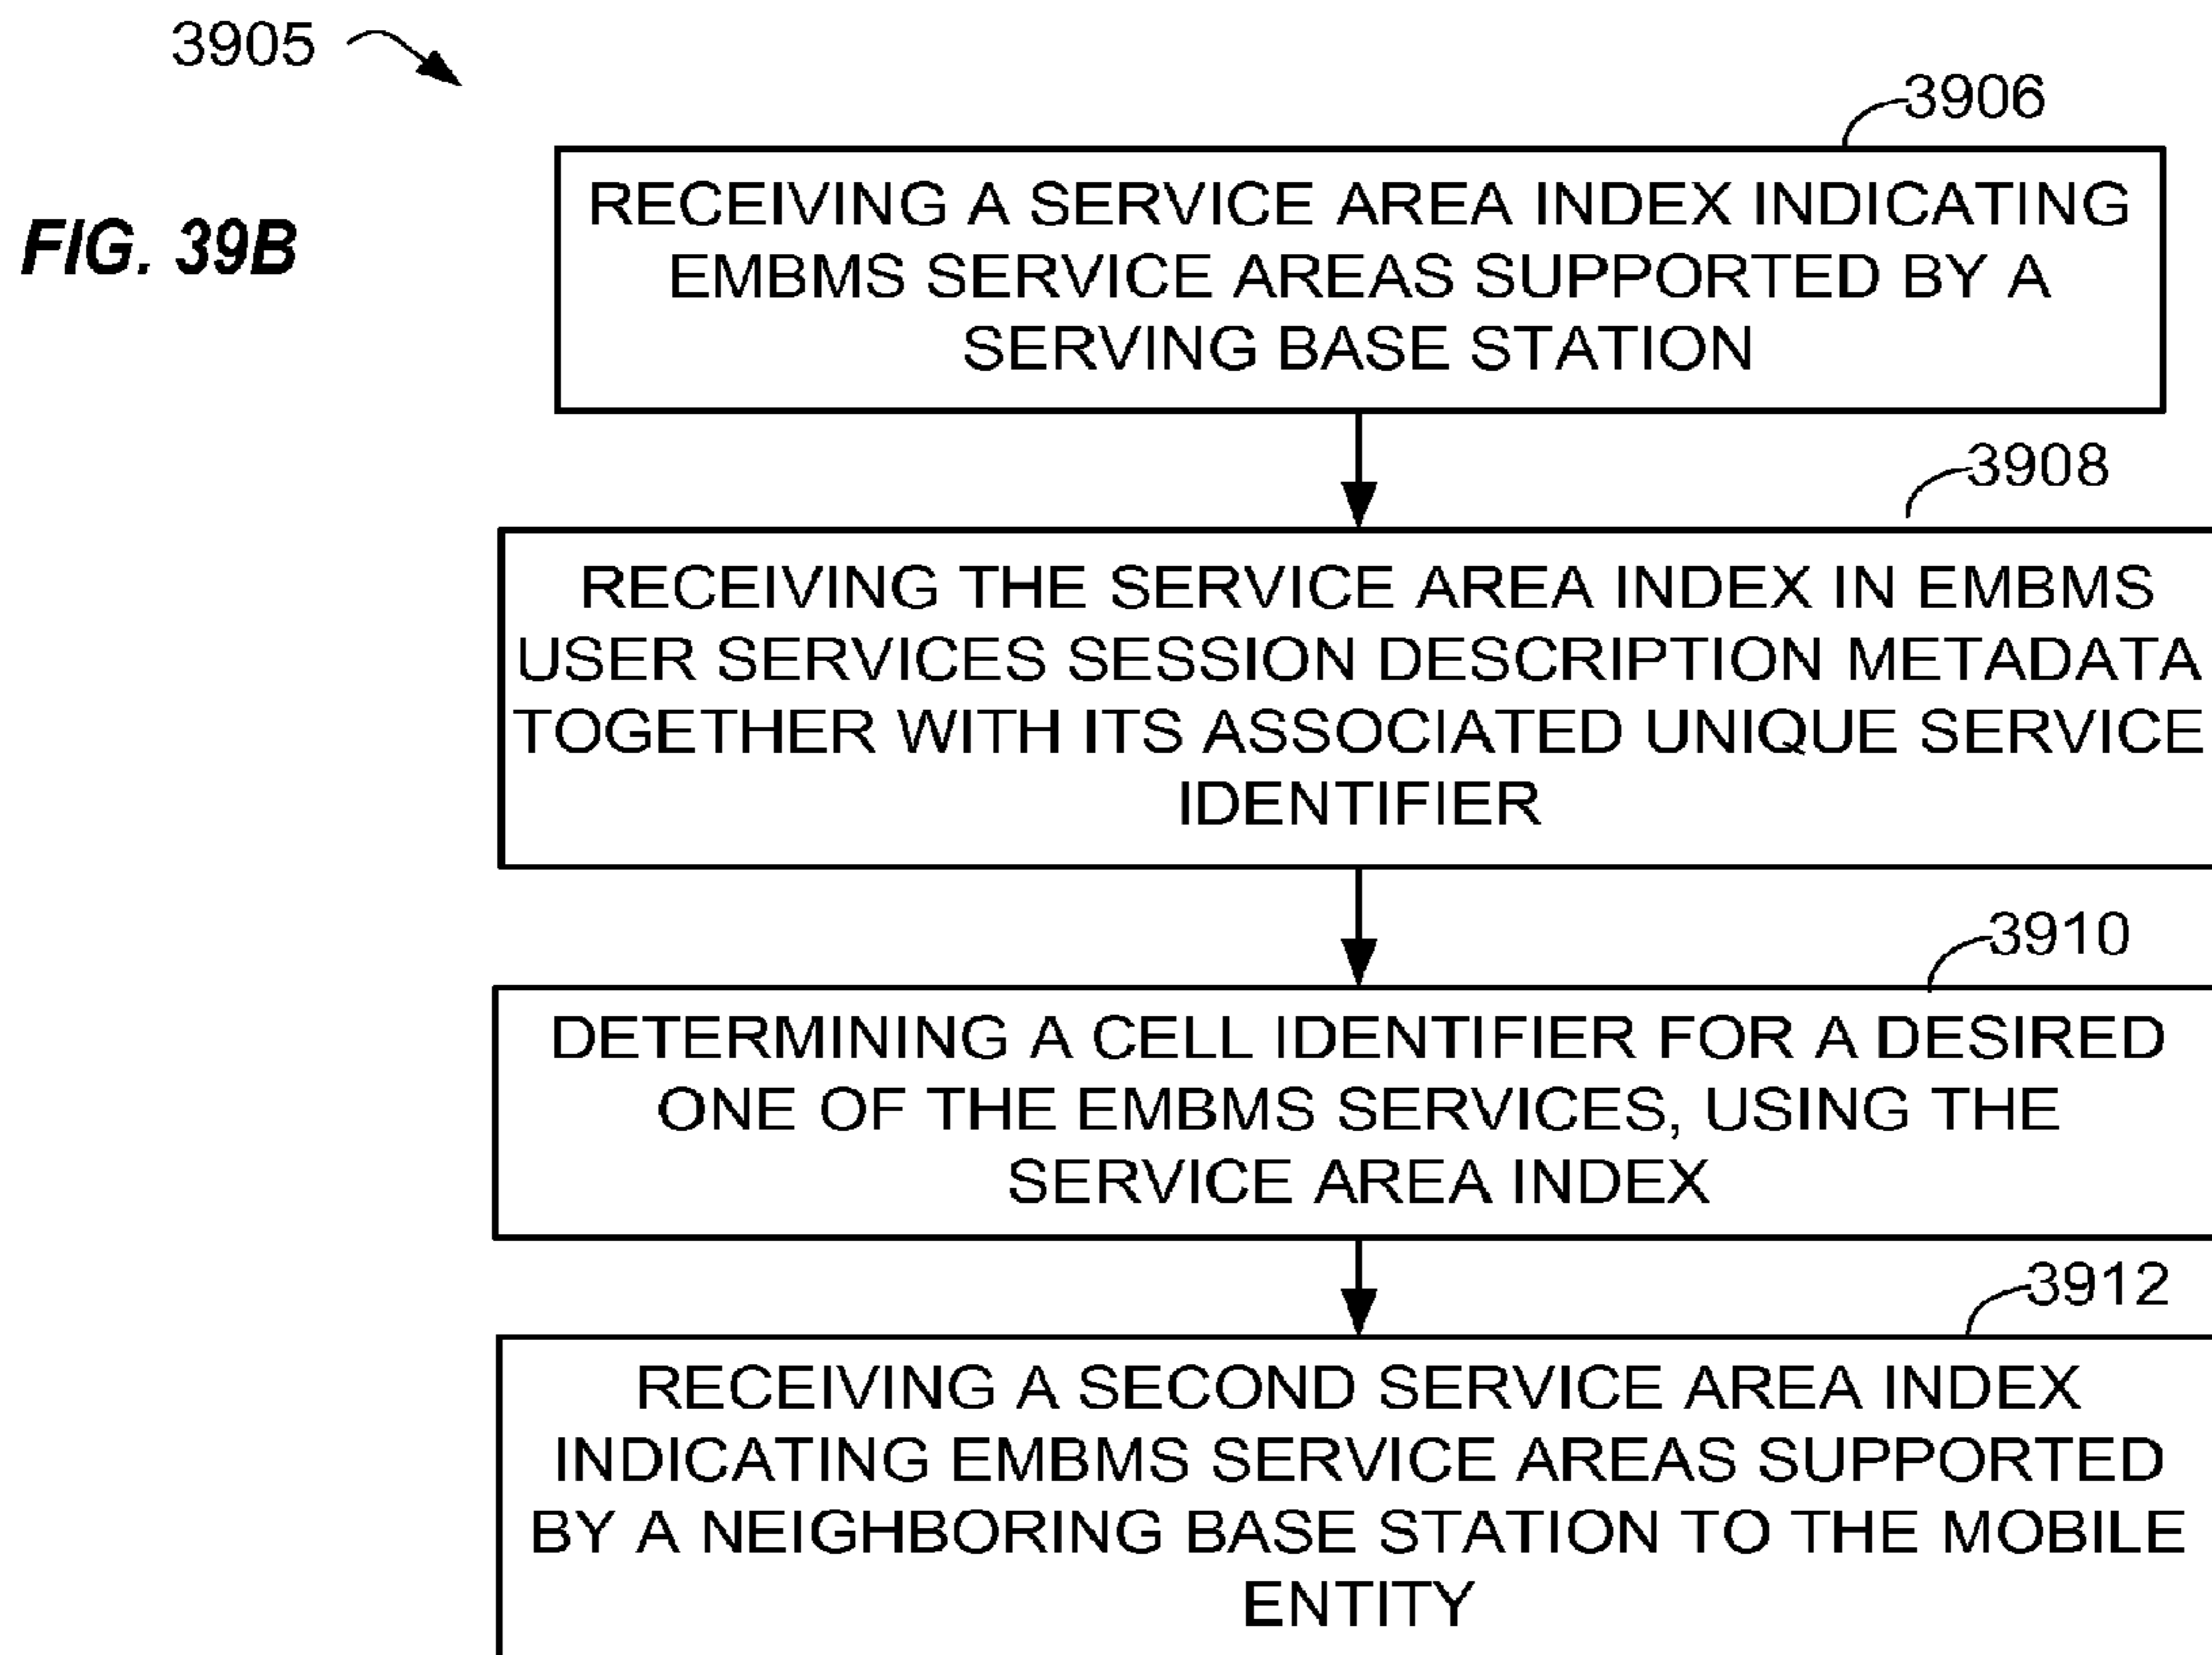 3905
FIG. 39B
3906
RECEIVING A SERVICE AREA INDEX INDICATING
EMBMS SERVICE AREAS SUPPORTED BY A
SERVING BASE STATION
3908
RECEIVING THE SERVICE AREA INDEX IN EMBMS
USER SERVICES SESSION DESCRIPTION METADATA
TOGETHER WITH ITS ASSOCIATED UNIQUE SERVICE
IDENTIFIER
3910
DETERMINING A CELL IDENTIFIER FOR A DESIRED
ONE OF THE EMBMS SERVICES, USING THE
SERVICE AREA INDEX
3912
RECEIVING A SECOND SERVICE AREA INDEX
INDICATING EMBMS SERVICE AREAS SUPPORTED
BY A NEIGHBORING BASE STATION TO THE MOBILE
ENTITY